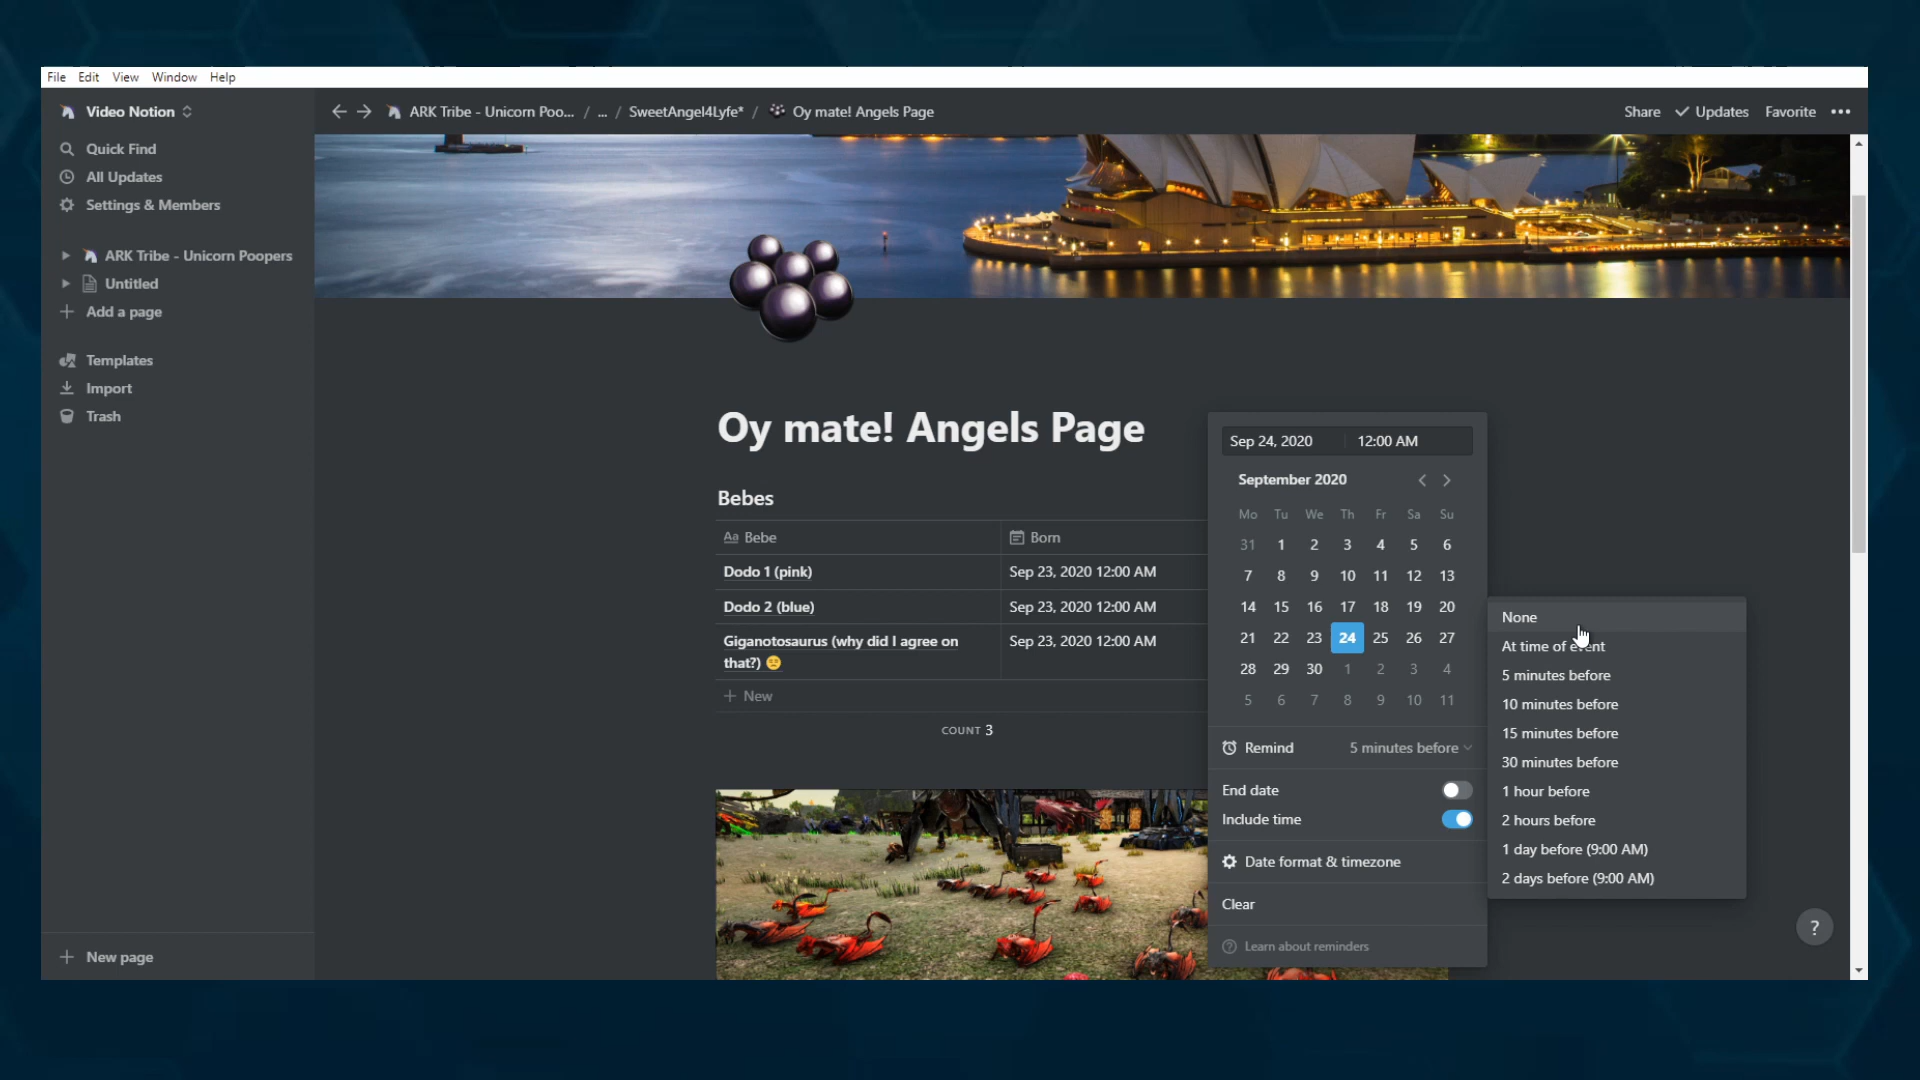 File Edit View Window Help
Video Notion
ARK Tribe - Unicorn Poo... / ... / SweetAngel4Lyfe* / Oy mate! Angels Page
Share Updates Favorite •••
Quick Find
All Updates
Settings & Members
ARK Tribe - Unicorn Poopers
Untitled
+ Add a page
Templates
Import
Trash
+ New page
Oy mate! Angels Page
Bebes
Aa Bebe Born
Dodo 1 (pink) Sep 23, 2020 12:00 AM
Dodo 2 (blue) Sep 23, 2020 12:00 AM
Giganotosaurus (why did I agree on Sep 23, 2020 12:00 AM
that?) 😕
+ New
COUNT 3
Sep 24, 2020 12:00 AM
September 2020
Mo Tu We Th Fr Sa Su
31 1 2 3 4 5 6
7 8 9 10 11 12 13
14 15 16 17 18 19 20
21 22 23 24 25 26 27
28 29 30 1 2 3 4
5 6 7 8 9 10 11
Remind 5 minutes before
End date
Include time
Date format & timezone
Clear
? Learn about reminders
None
At time of event
5 minutes before
10 minutes before
15 minutes before
30 minutes before
1 hour before
2 hours before
1 day before (9:00 AM)
2 days before (9:00 AM)
?